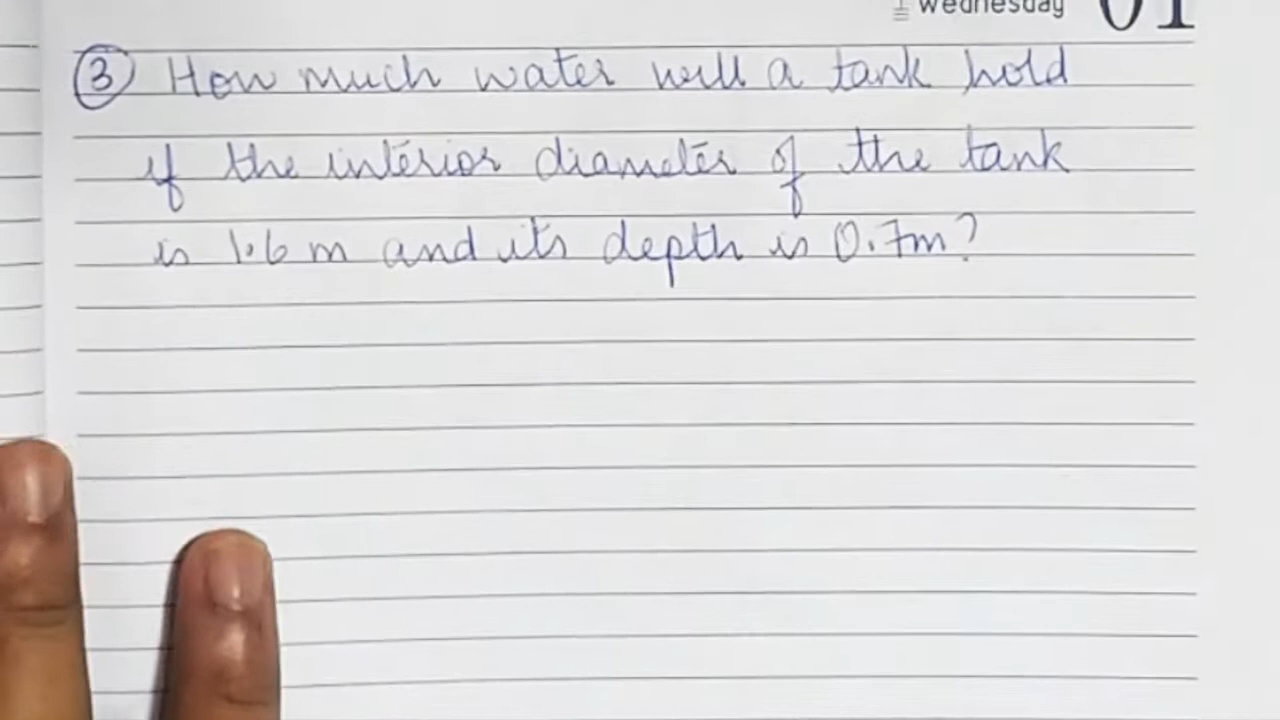 Wednesday 01
③ How much water will a tank hold
if the interior diameter of the tank
is 1.6 m and its depth is 0.7m?